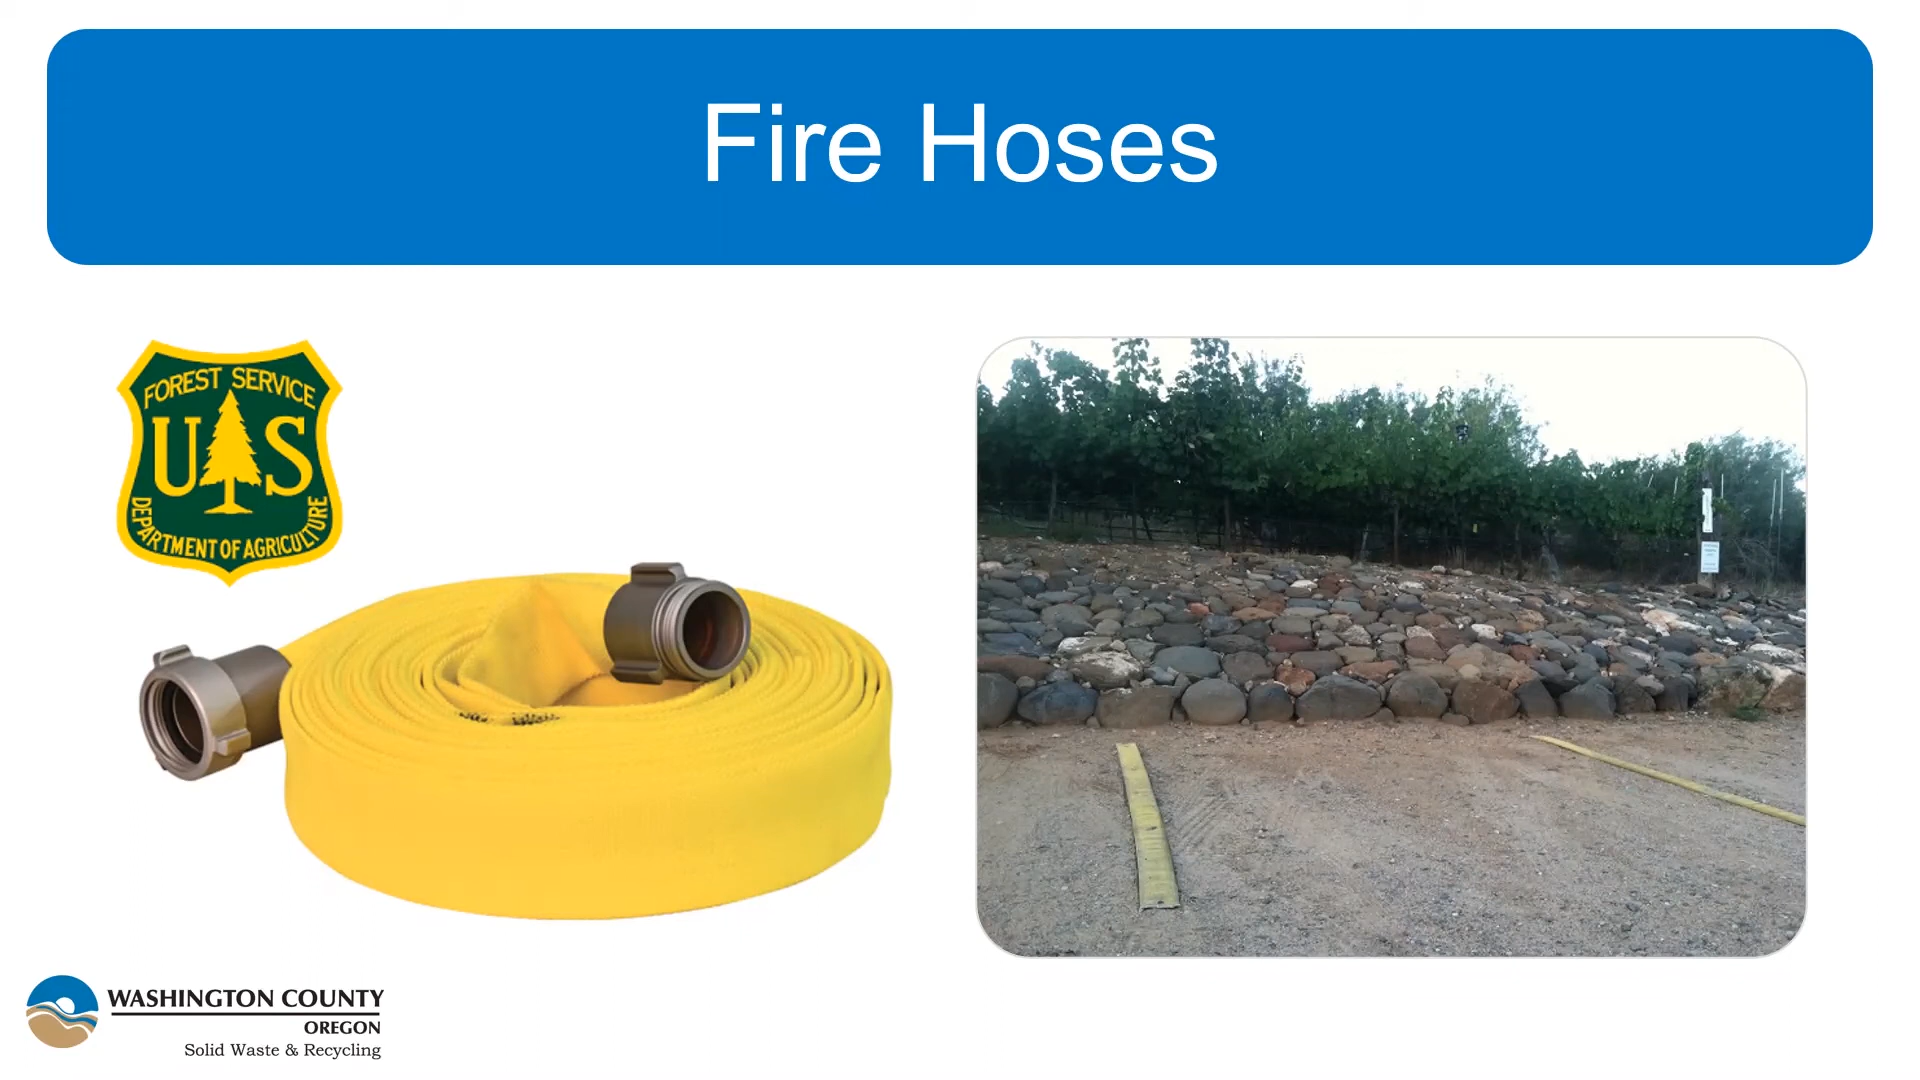 Fire Hoses
FOREST SERVICE
U S
DEPARTMENT OF AGRICULTURE
WASHINGTON COUNTY
OREGON
Solid Waste & Recycling